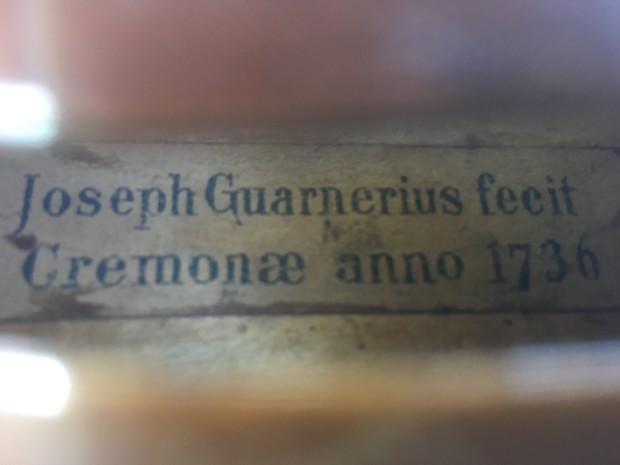 Joseph Guarnerius fecit
Cremonæ anno 1736